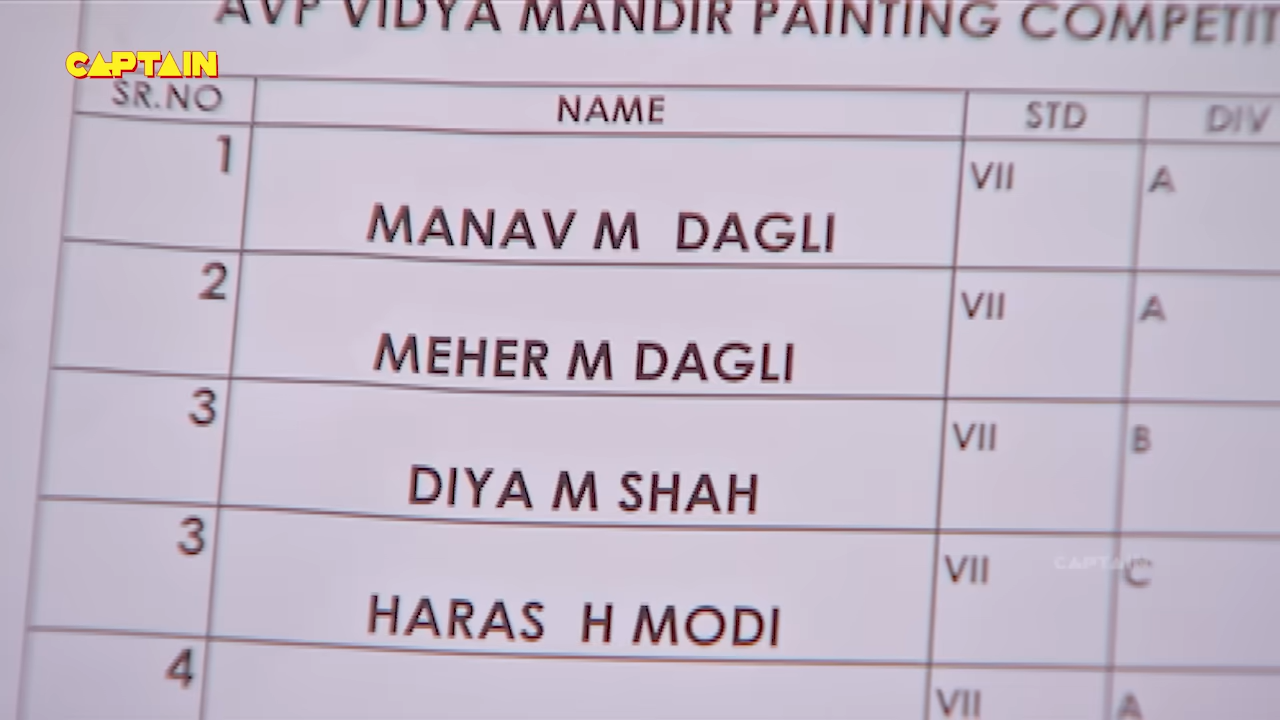 AVP VIDYA MANDIR PAINTING COMPETIT
CAPTAIN
SR.NO NAME STD DIV
1 MANAV M DAGLI VII A
2 MEHER M DAGLI VII A
3 DIYA M SHAH VII B
3 HARAS H MODI VII C
CAPTAIN
4 VII A